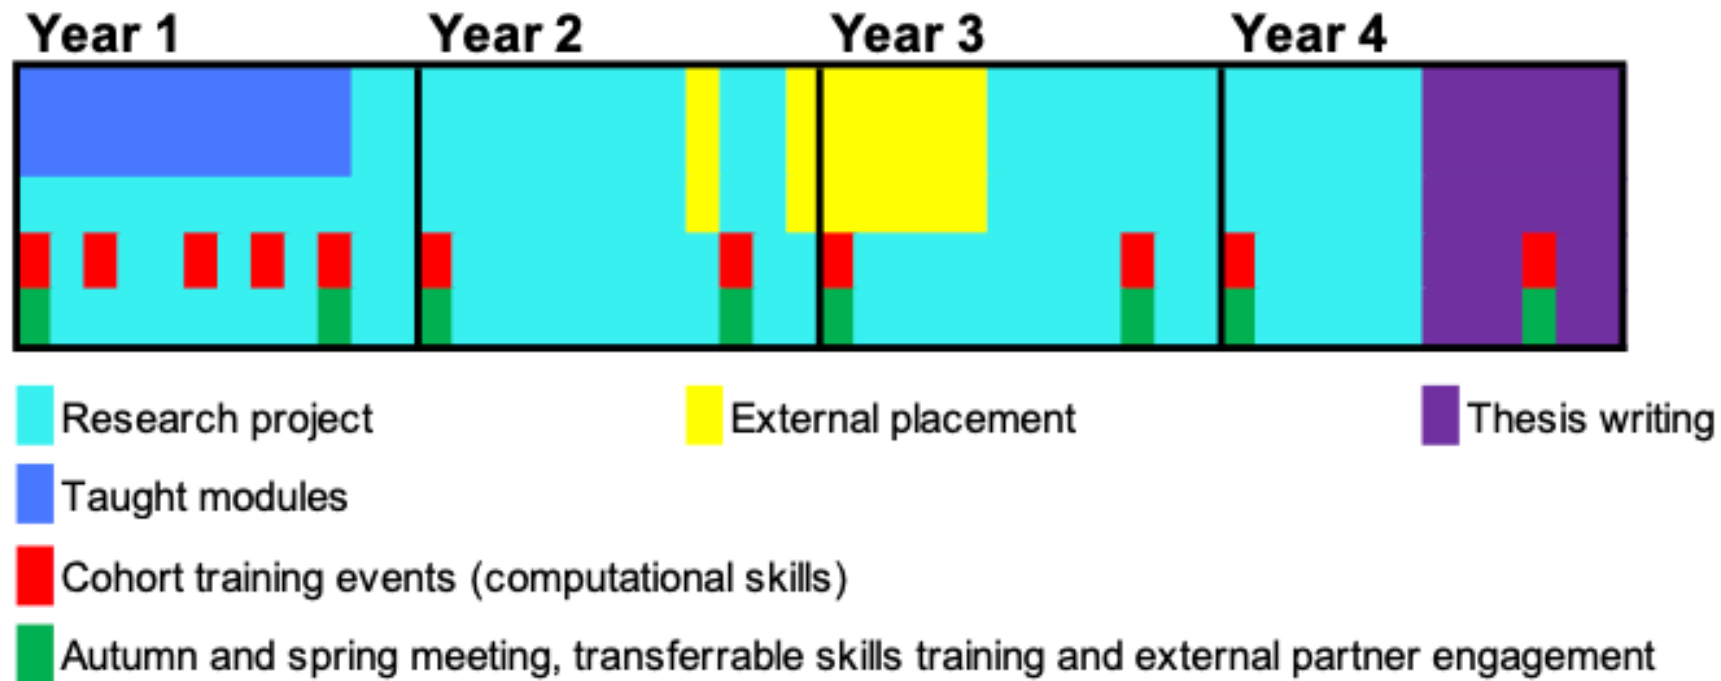 Year 1 Year 2 Year 3 Year 4
Research project External placement Thesis writing
Taught modules
Cohort training events (computational skills)
Autumn and spring meeting, transferrable skills training and external partner engagement